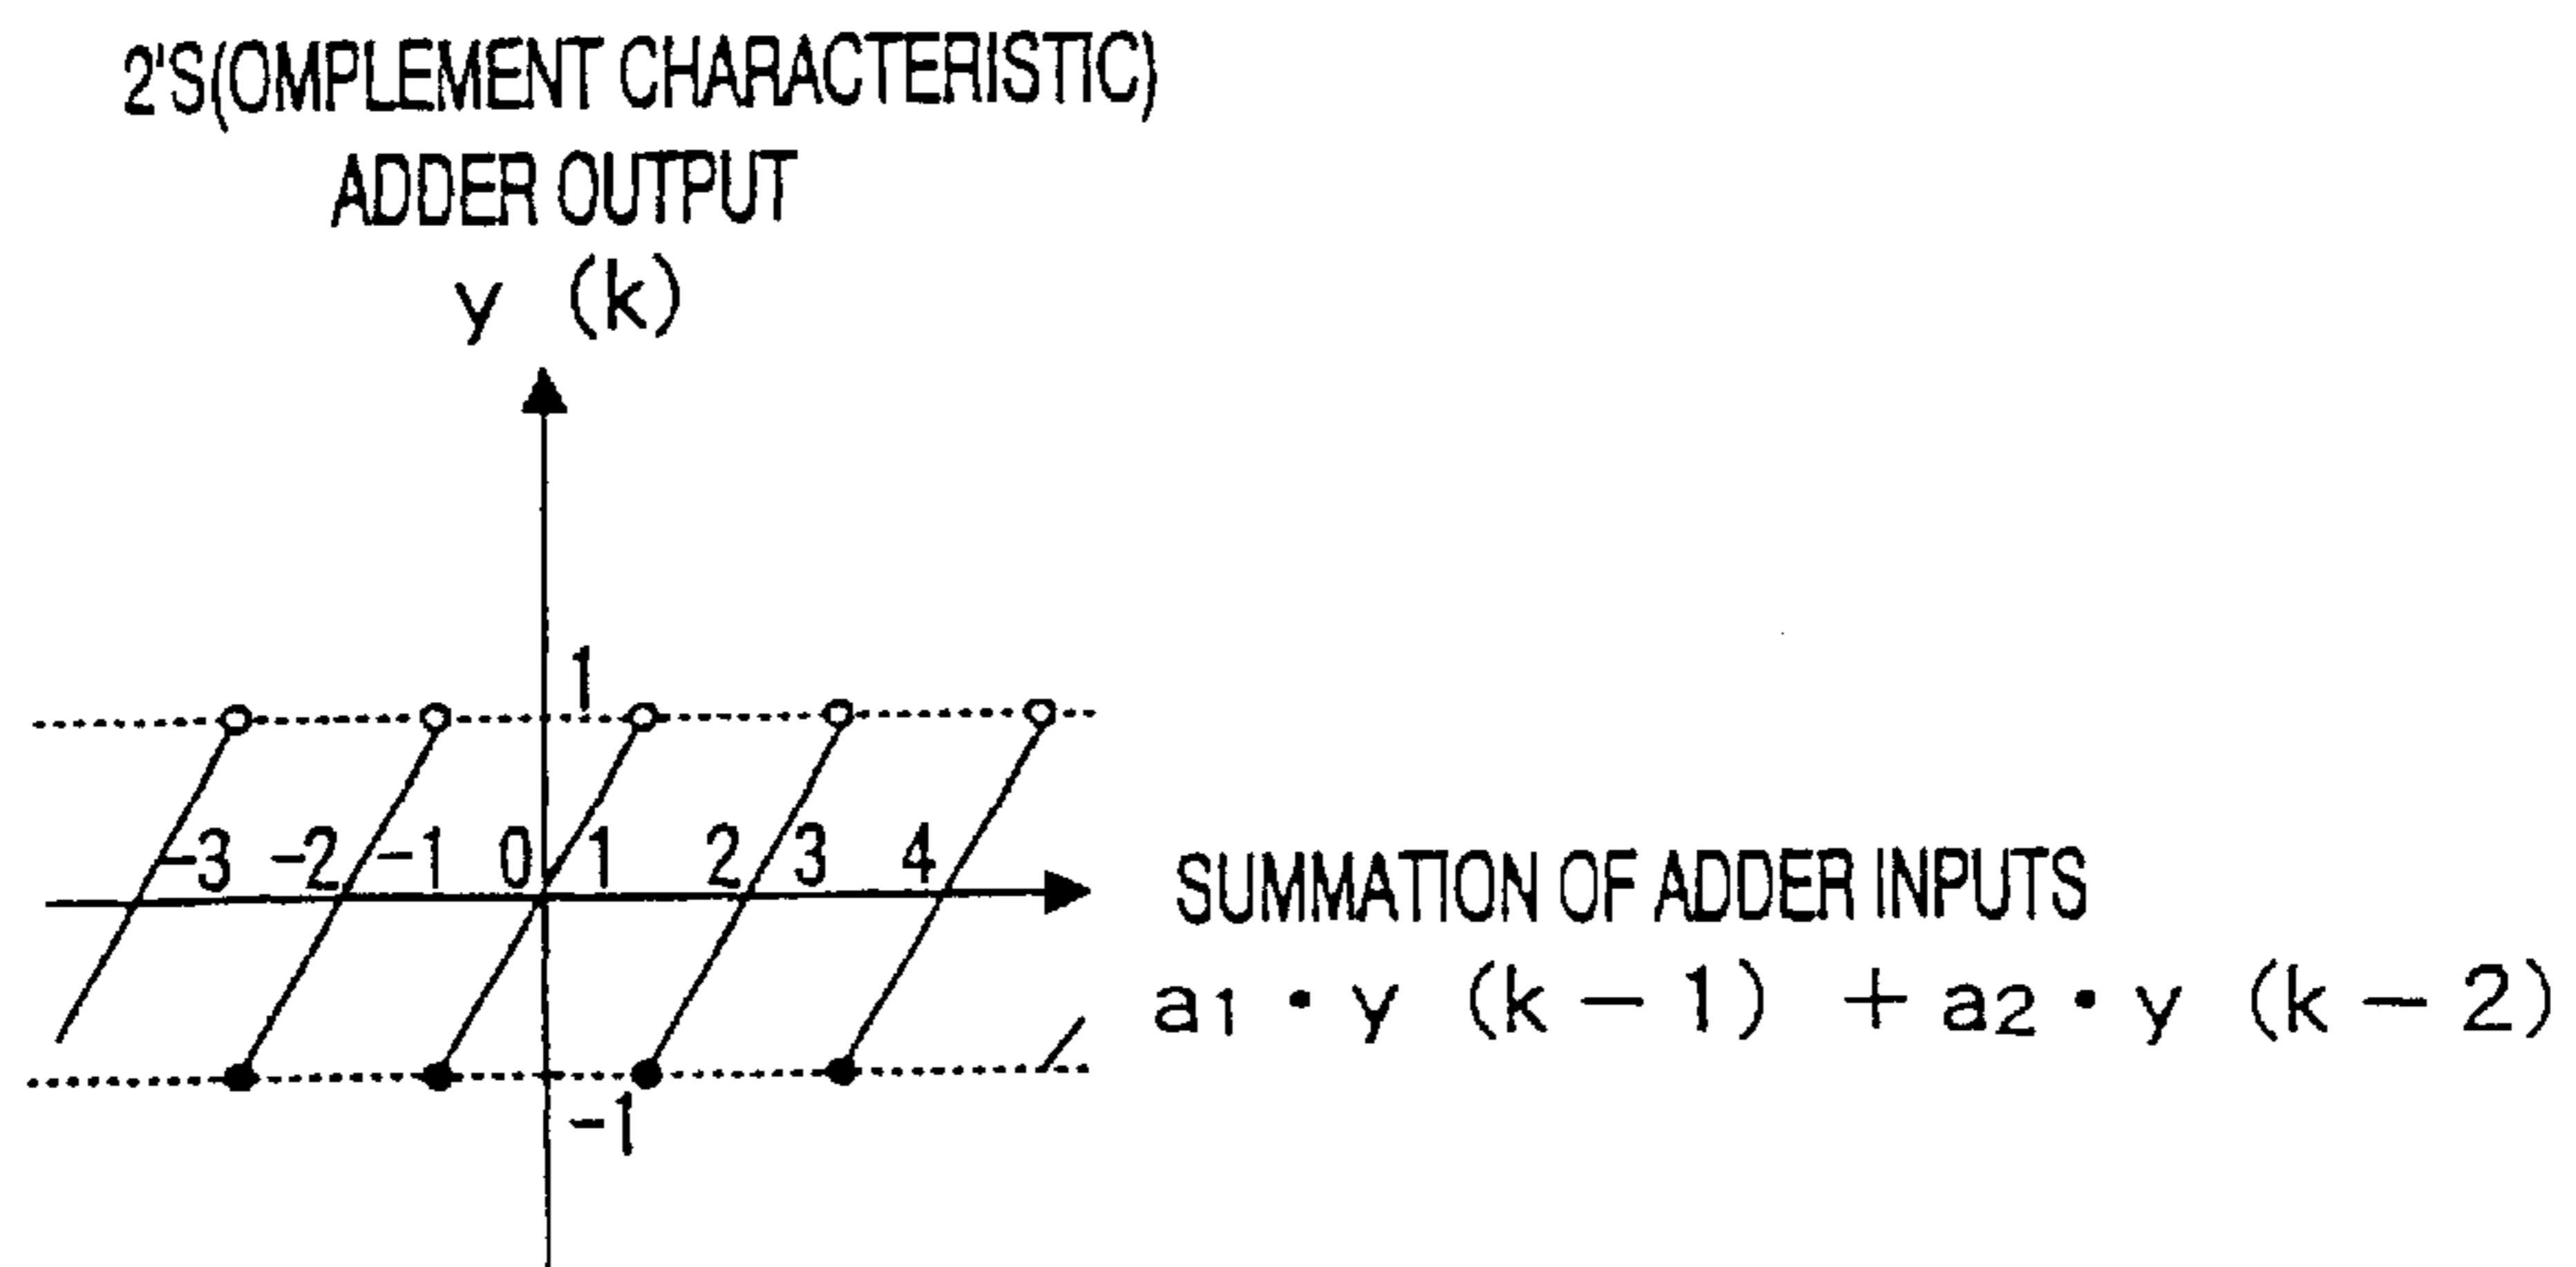 2'S(OMPLEMENT CHARACTERISTIC)
ADDER OUTPUT
y (k)
1
-3 -2 -1 0 1 2 3 4
SUMMATION OF ADDER INPUTS
a1 · y (k − 1) + a2 · y (k − 2)
-1